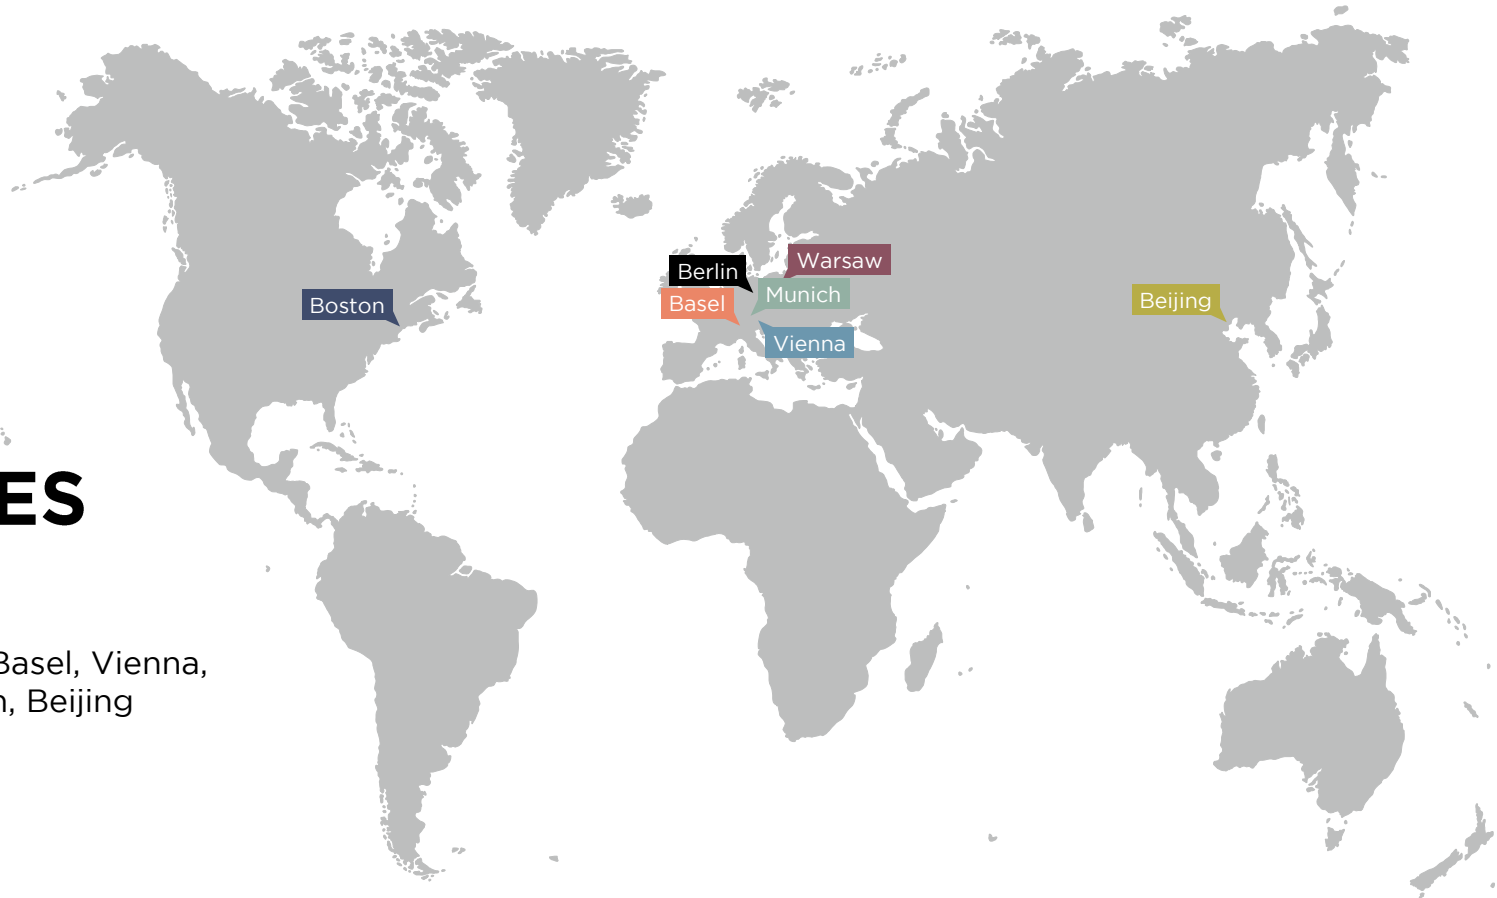 Warsaw
Berlin
Munich
Basel
Boston
Beijing
Vienna
ES
Basel, Vienna,
n, Beijing